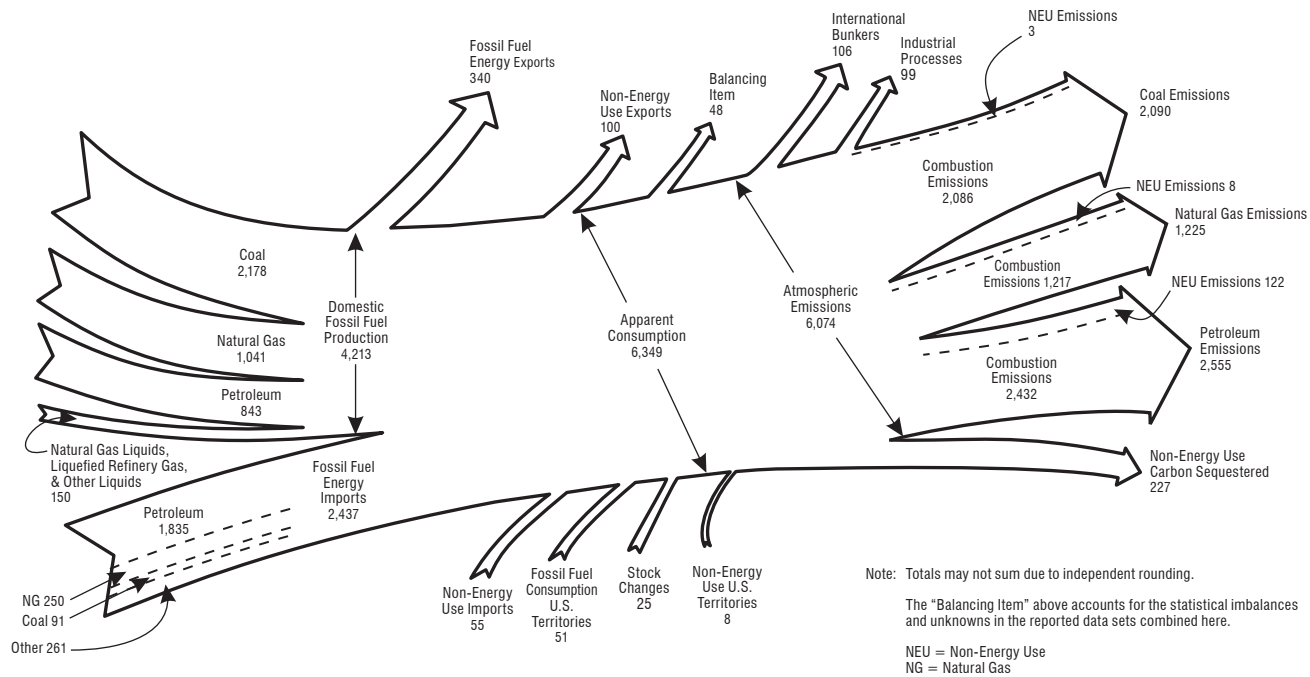 Fossil Fuel
Energy Exports
340
Non-Energy
Use Exports
100
Balancing
Item
48
International
Bunkers
106
Industrial
Processes
99
NEU Emissions
3
Coal Emissions
2,090
Combustion
Emissions
2,086
NEU Emissions 8
Natural Gas Emissions
1,225
Combustion
Emissions 1,217
NEU Emissions 122
Petroleum
Emissions
2,555
Combustion
Emissions
2,432
Non-Energy Use
Carbon Sequestered
227
Coal
2,178
Natural Gas
1,041
Petroleum
843
Natural Gas Liquids,
Liquefied Refinery Gas,
& Other Liquids
150
Domestic
Fossil Fuel
Production
4,213
Apparent
Consumption
6,349
Atmospheric
Emissions
6,074
Fossil Fuel
Energy
Imports
2,437
Petroleum
1,835
NG 250
Coal 91
Other 261
Non-Energy
Use Imports
55
Fossil Fuel
Consumption
U.S.
Territories
51
Stock
Changes
25
Non-Energy
Use U.S.
Territories
8
Note: Totals may not sum due to independent rounding.
The “Balancing Item” above accounts for the statistical imbalances
and unknowns in the reported data sets combined here.
NEU = Non-Energy Use
NG = Natural Gas